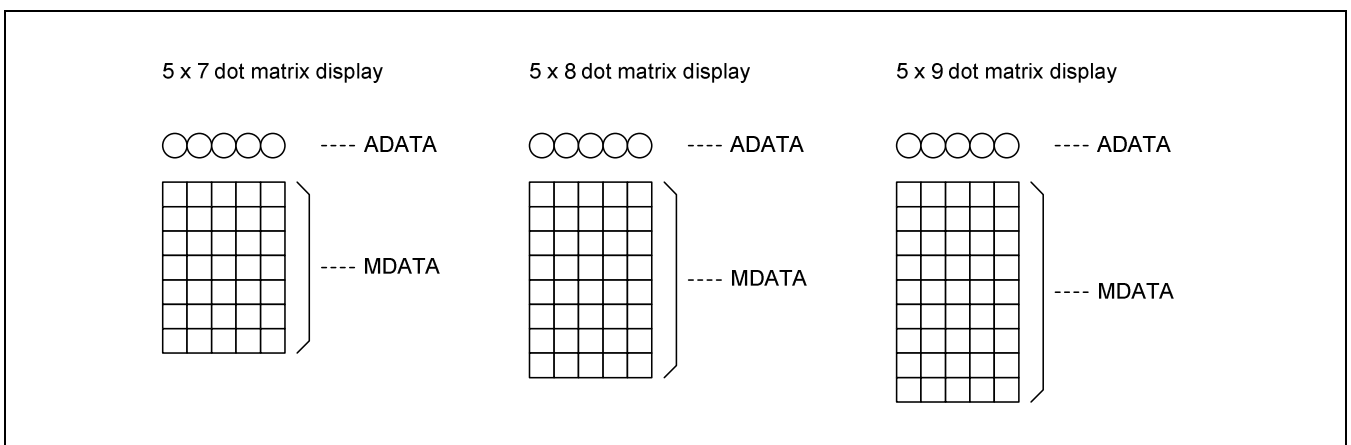 5 x 7 dot matrix display
5 x 8 dot matrix display
5 x 9 dot matrix display
---- ADATA
---- ADATA
---- ADATA
---- MDATA
---- MDATA
---- MDATA